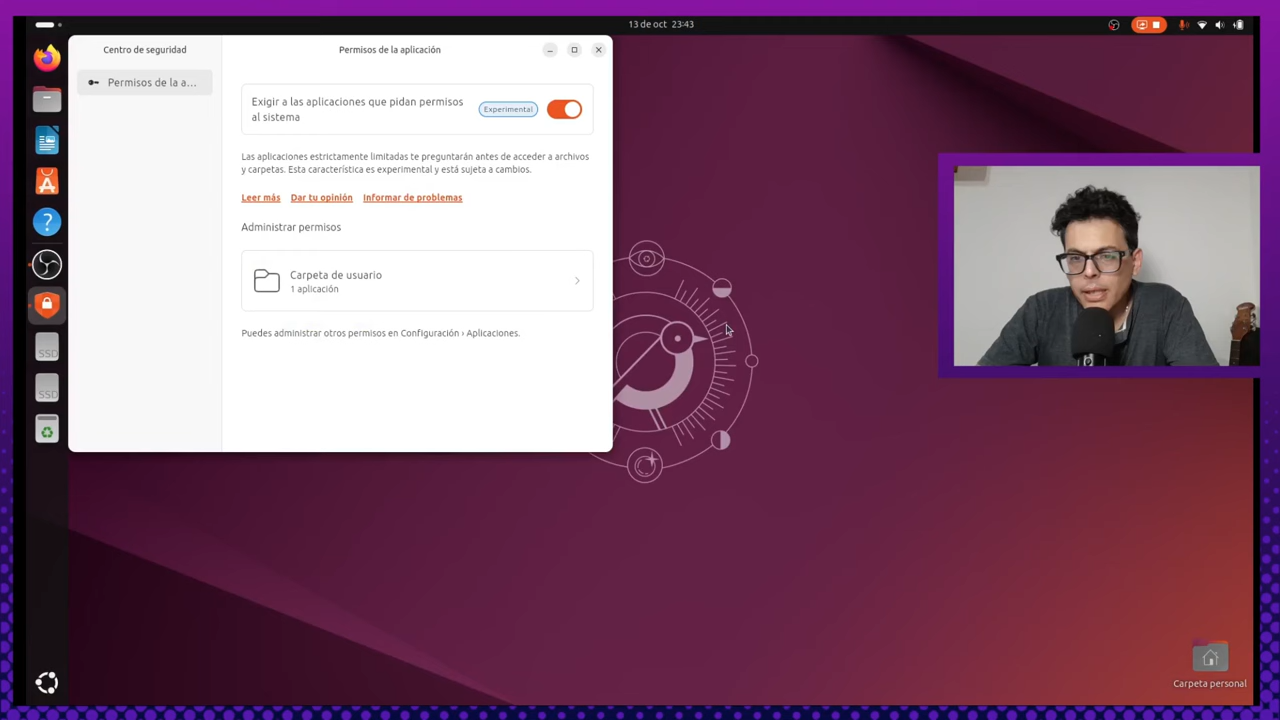 13 de oct 23:43
Centro de seguridad
Permisos de la aplicación
Permisos de la a...
Exigir a las aplicaciones que pidan permisos
al sistema
Experimental
Las aplicaciones estrictamente limitadas te preguntarán antes de acceder a archivos
y carpetas. Esta característica es experimental y está sujeta a cambios.
Leer más Dar tu opinión Informar de problemas
Administrar permisos
Carpeta de usuario
1 aplicación
Puedes administrar otros permisos en Configuración › Aplicaciones.
SSD
SSD
Carpeta personal